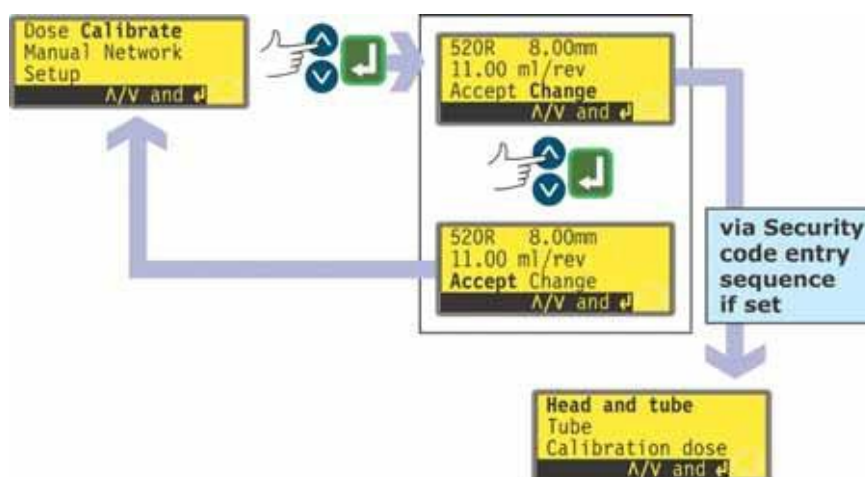 Dose Calibrate
Manual Network
Setup
Λ/V and ↲
520R 8.00mm
11.00 ml/rev
Accept Change
Λ/V and ↲
520R 8.00mm
11.00 ml/rev
Accept Change
Λ/V and ↲
via Security
code entry
sequence
if set
Head and tube
Tube
Calibration dose
Λ/V and ↲